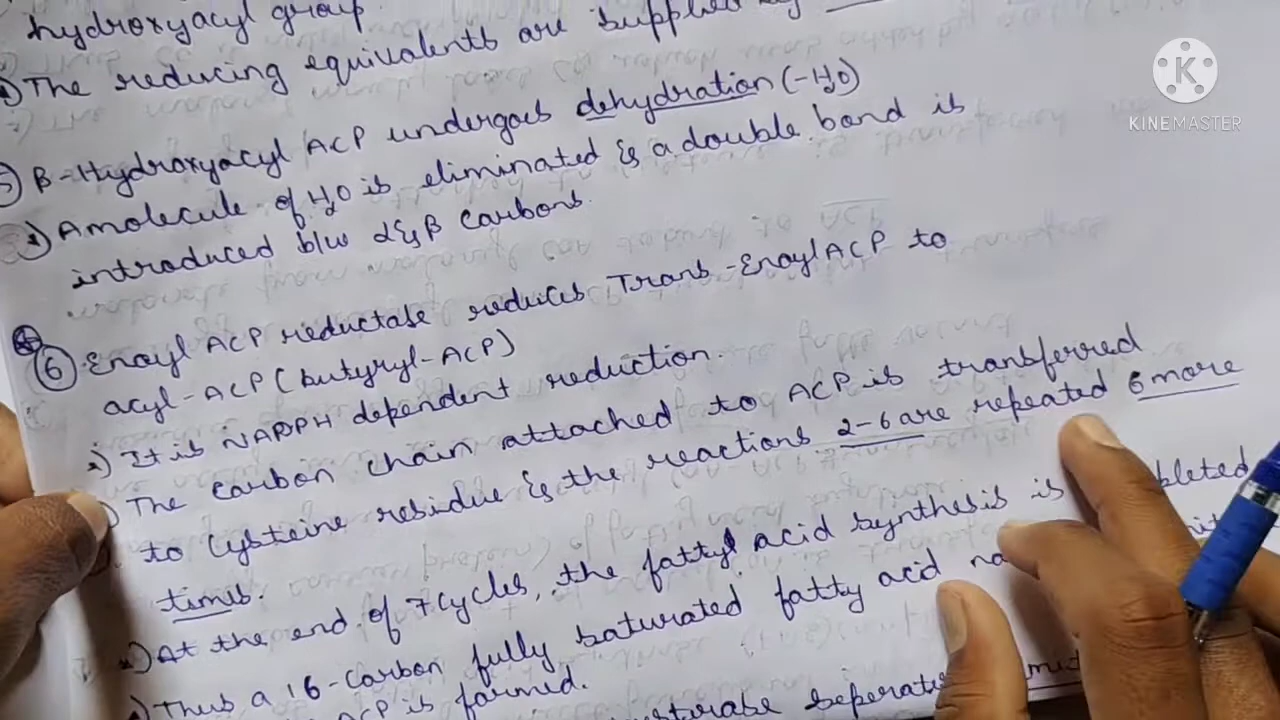 hydroxyacyl group.
The reducing equivalents are supplied by
5) β-Hydroxyacyl ACP undergoes dehydration (-H2O)
A molecule of H2O is eliminated & a double bond is
introduced b/w α & β carbons.
6 Enoyl ACP reductase reduces Trans-Enoyl ACP to
acyl-ACP (butyryl-ACP)
It is NADPH dependent reduction.
The carbon chain attached to ACP is transferred
to Cysteine residue & the reactions 2-6 are repeated 6 more
times.
At the end of 7 cycles, the fatty acid synthesis is
Thus a 16-carbon fully saturated fatty acid
ACP is formed.
KINEMASTER